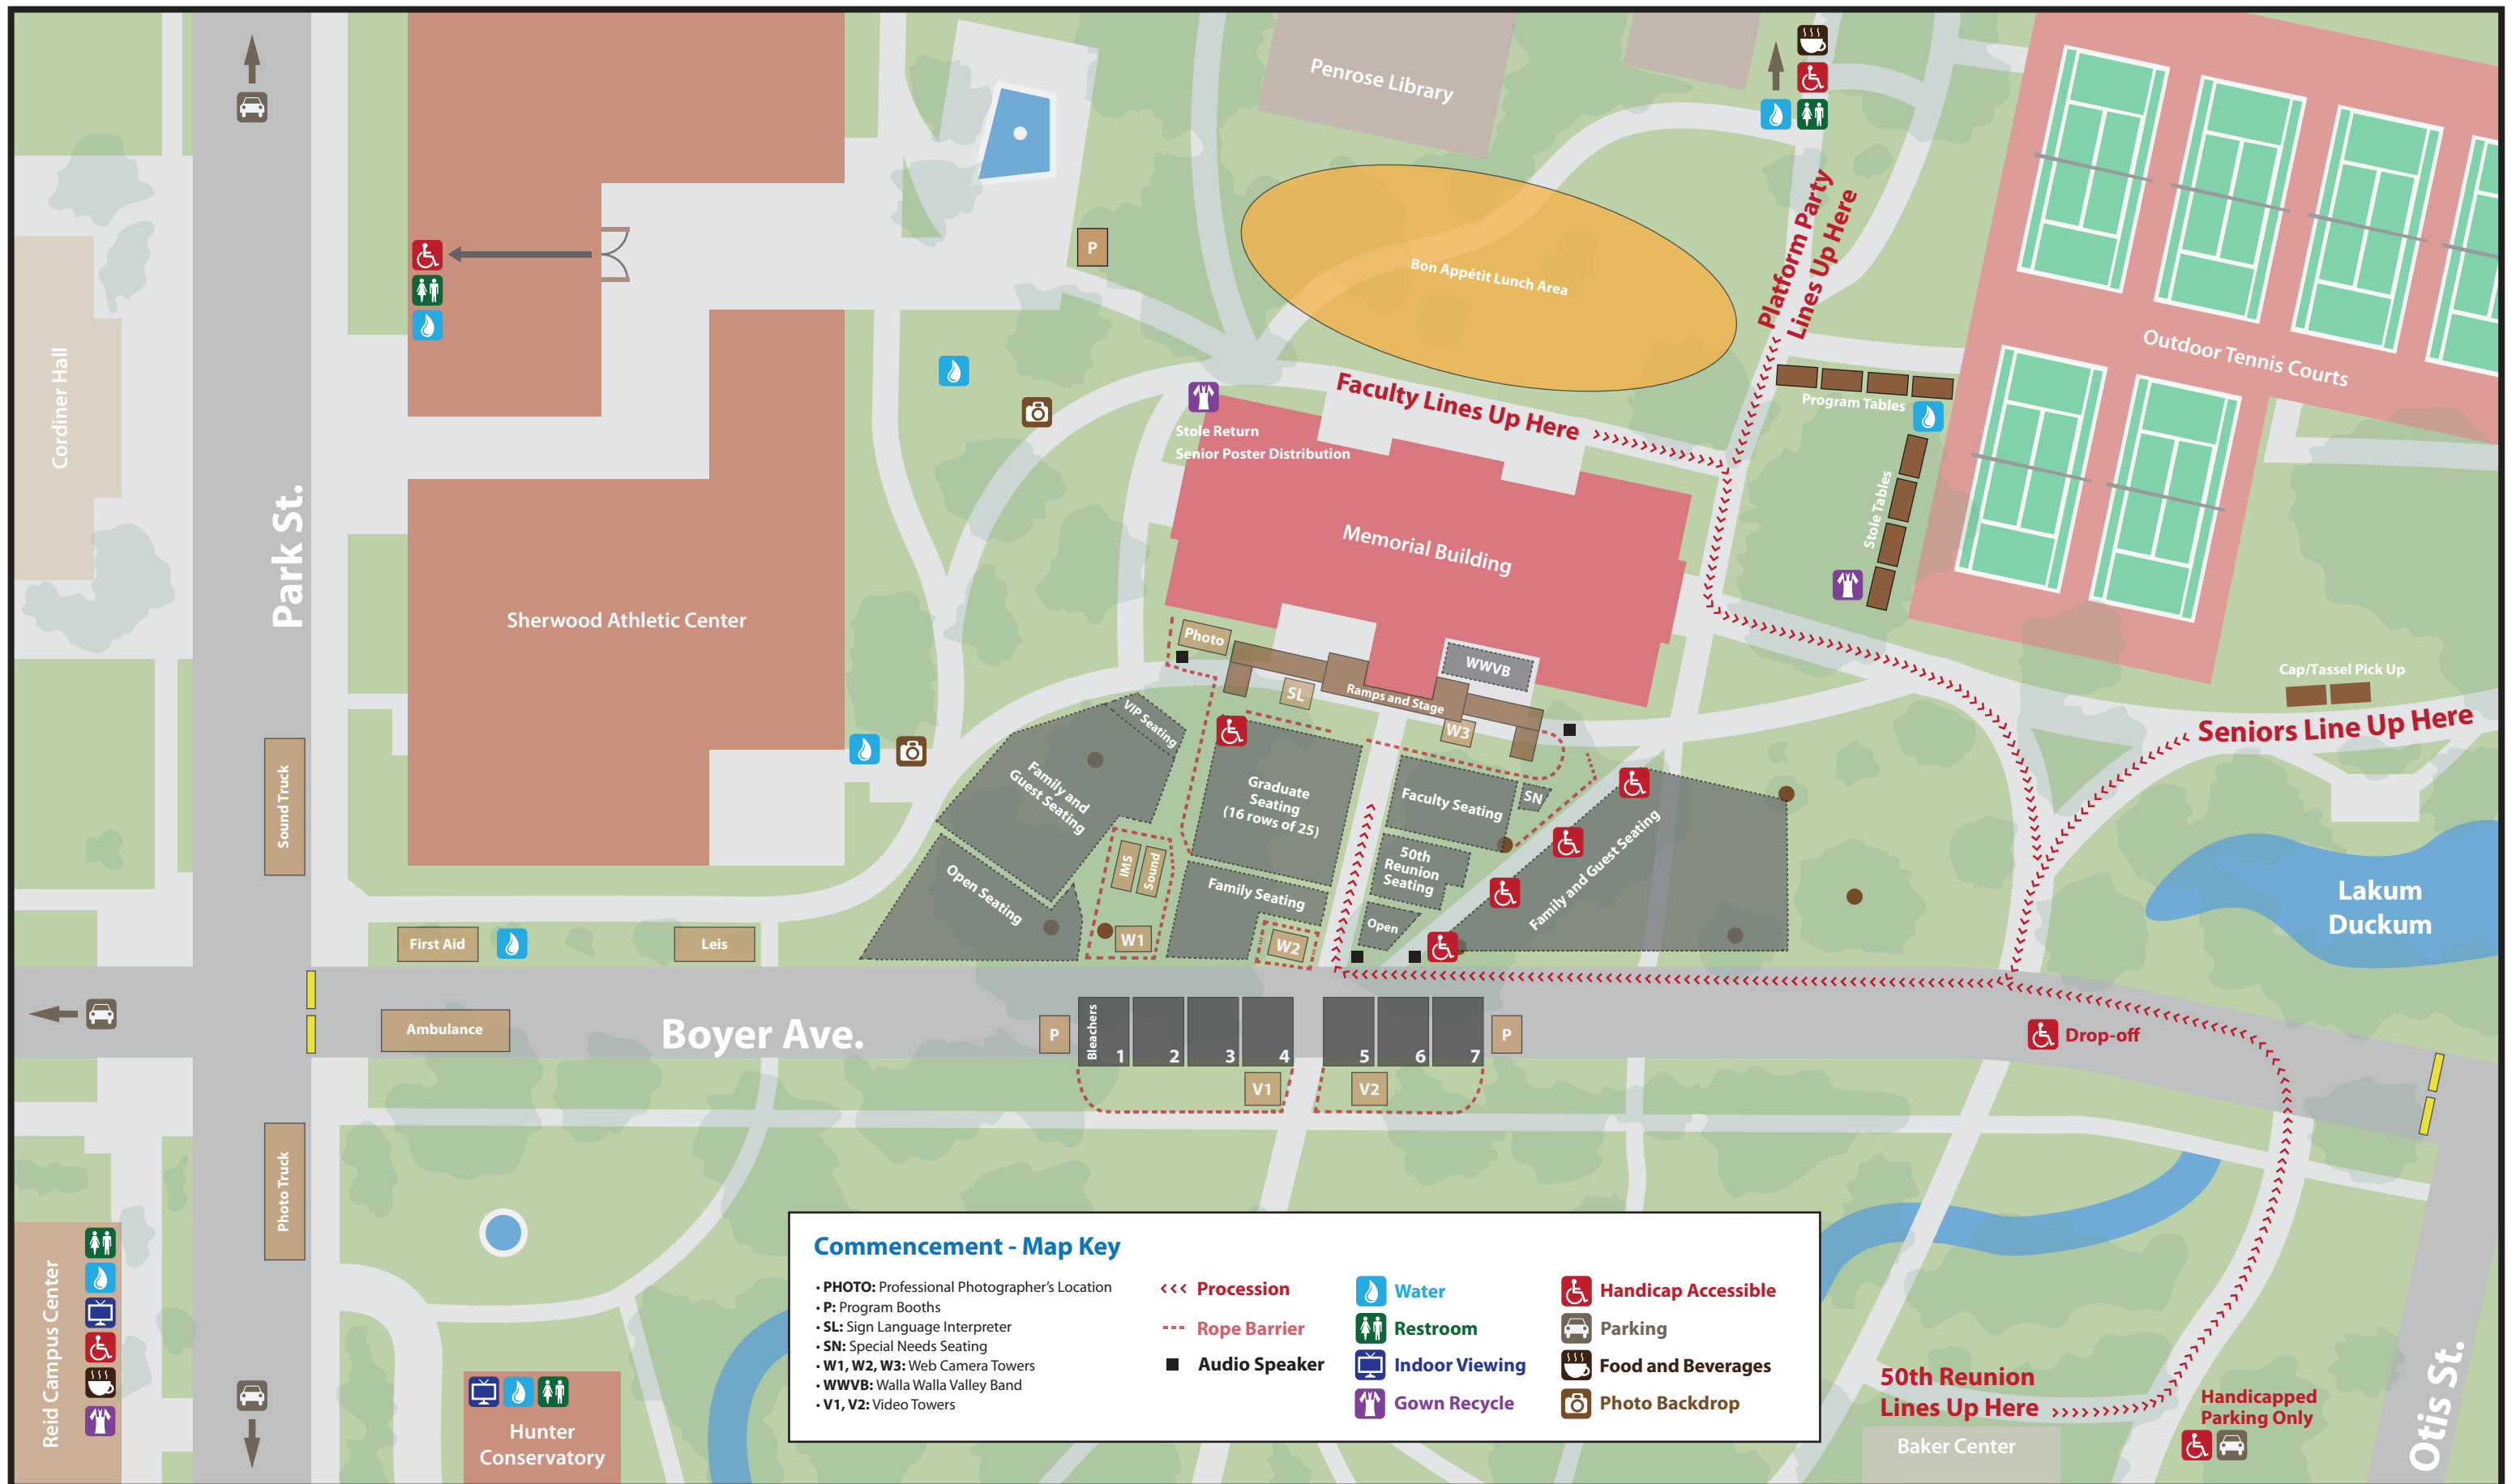 Penrose Library
Bon Appétit Lunch Area
P
Platform Party
Lines Up Here
Outdoor Tennis Courts
Program Tables
Stole Tables
Faculty Lines Up Here
Stole Return
Senior Poster Distribution
Memorial Building
Cordiner Hall
Park St.
Sherwood Athletic Center
Photo
WWVB
SL
Ramps and Stage
W3
Cap/Tassel Pick Up
Seniors Line Up Here
VIP Seating
Family and
Guest Seating
Graduate
Seating
(16 rows of 25)
Faculty Seating
SN
Sound Truck
IMS
Sound
50th
Reunion
Seating
Family and Guest Seating
Open Seating
Family Seating
Open
Lakum
Duckum
First Aid
Leis
W1
W2
Ambulance
Boyer Ave.
P
Bleachers
1
2
3
4
5
6
7
P
Drop-off
V1
V2
Photo Truck
Reid Campus Center
Hunter
Conservatory
Commencement - Map Key
• PHOTO: Professional Photographer's Location
• P: Program Booths
• SL: Sign Language Interpreter
• SN: Special Needs Seating
• W1, W2, W3: Web Camera Towers
• WWVB: Walla Walla Valley Band
• V1, V2: Video Towers
Procession
Rope Barrier
Audio Speaker
Water
Restroom
Indoor Viewing
Gown Recycle
Handicap Accessible
Parking
Food and Beverages
Photo Backdrop
50th Reunion
Lines Up Here
Baker Center
Handicapped
Parking Only
Otis St.